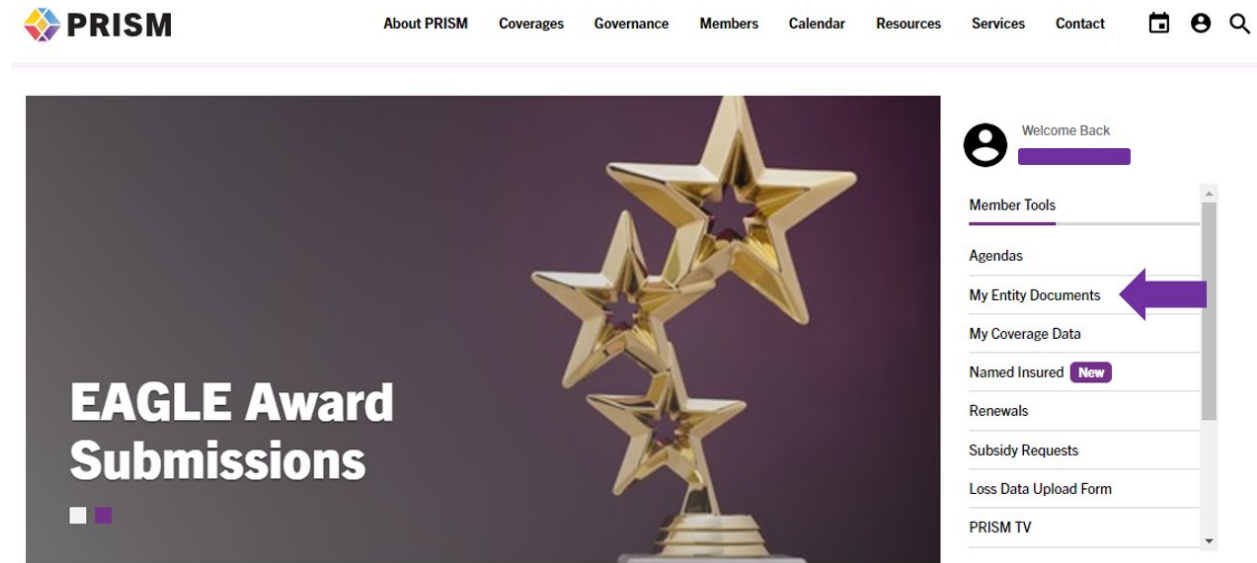 PRISM
About PRISM Coverages Governance Members Calendar Resources Services Contact
Welcome Back
Member Tools
Agendas
My Entity Documents
My Coverage Data
Named Insured New
Renewals
Subsidy Requests
Loss Data Upload Form
PRISM TV
EAGLE Award
Submissions